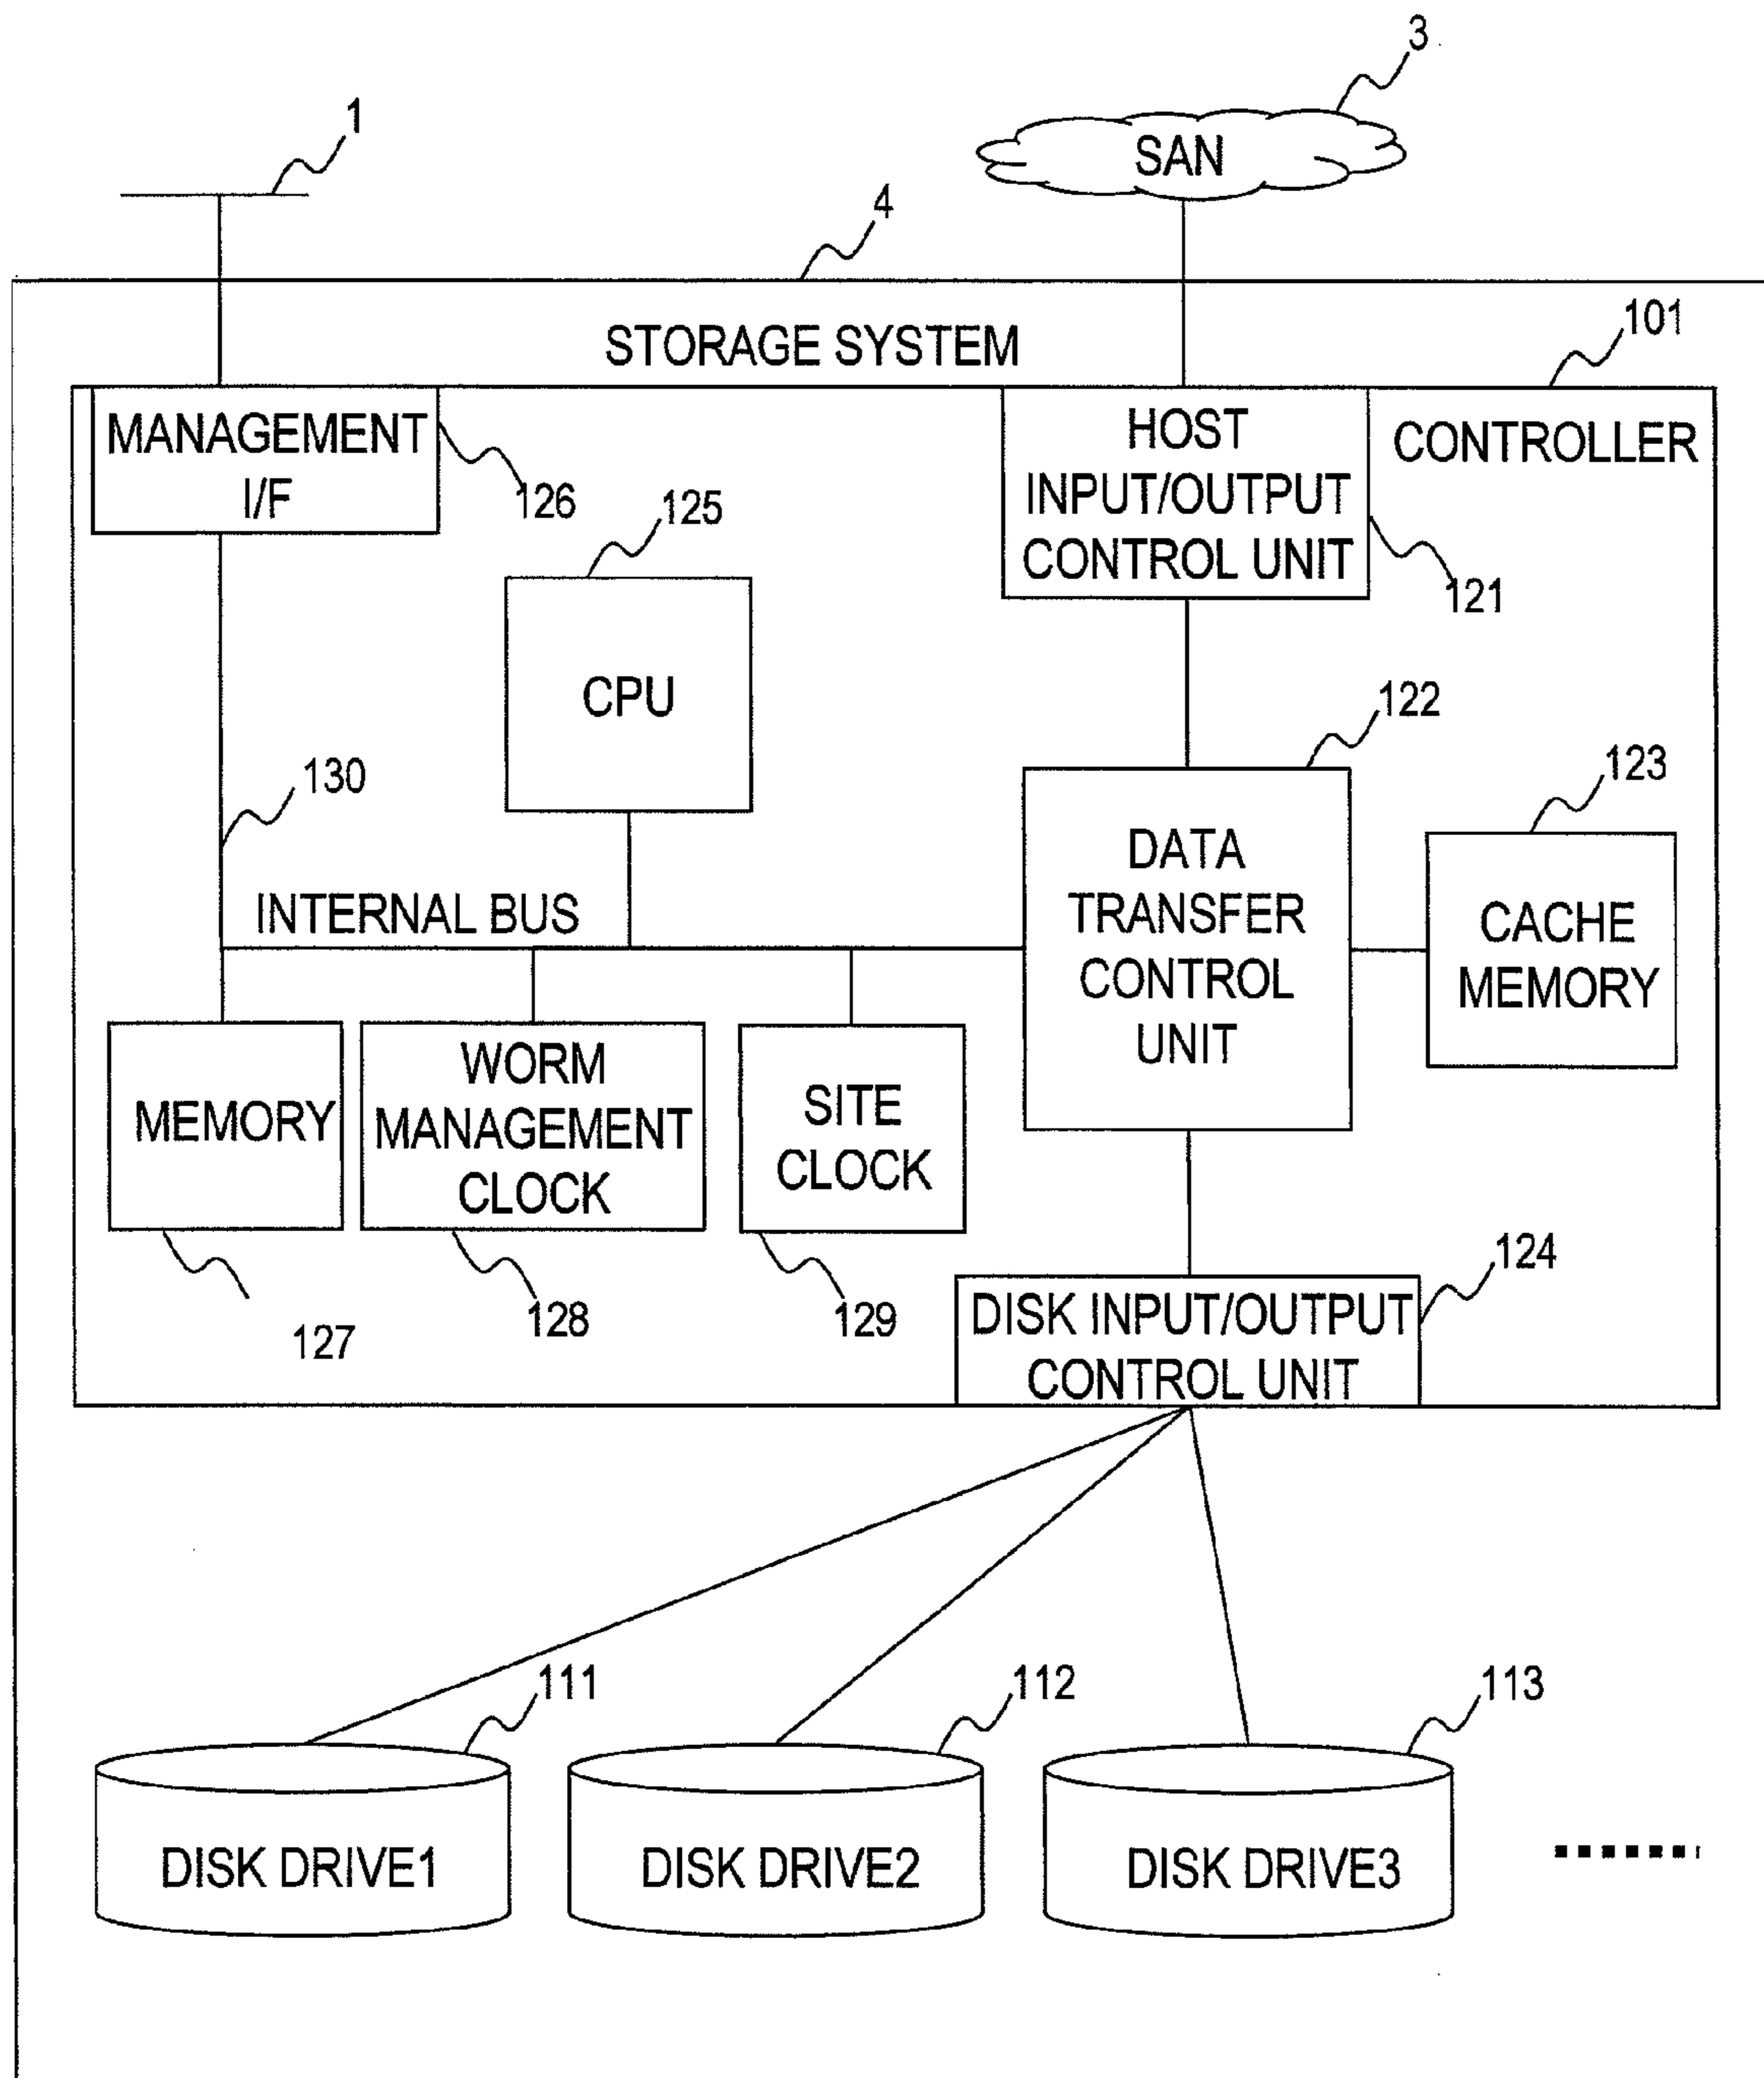 3
1
SAN
4
STORAGE SYSTEM
101
MANAGEMENT
I/F
126
HOST
INPUT/OUTPUT
CONTROL UNIT
CONTROLLER
121
125
CPU
122
130
123
DATA
TRANSFER
CONTROL
UNIT
CACHE
MEMORY
INTERNAL BUS
MEMORY
WORM
MANAGEMENT
CLOCK
SITE
CLOCK
127
128
129
124
DISK INPUT/OUTPUT
CONTROL UNIT
111
112
113
DISK DRIVE1
DISK DRIVE2
DISK DRIVE3